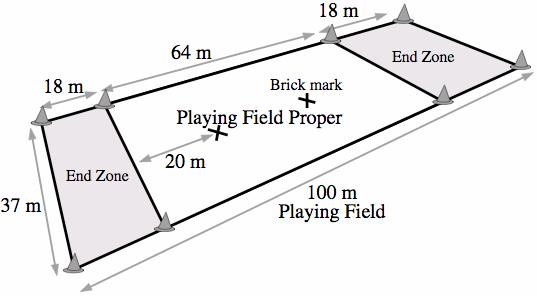 18 m
64 m
End Zone
18 m
Brick mark
Playing Field Proper
20 m
End Zone
37 m
100 m
Playing Field